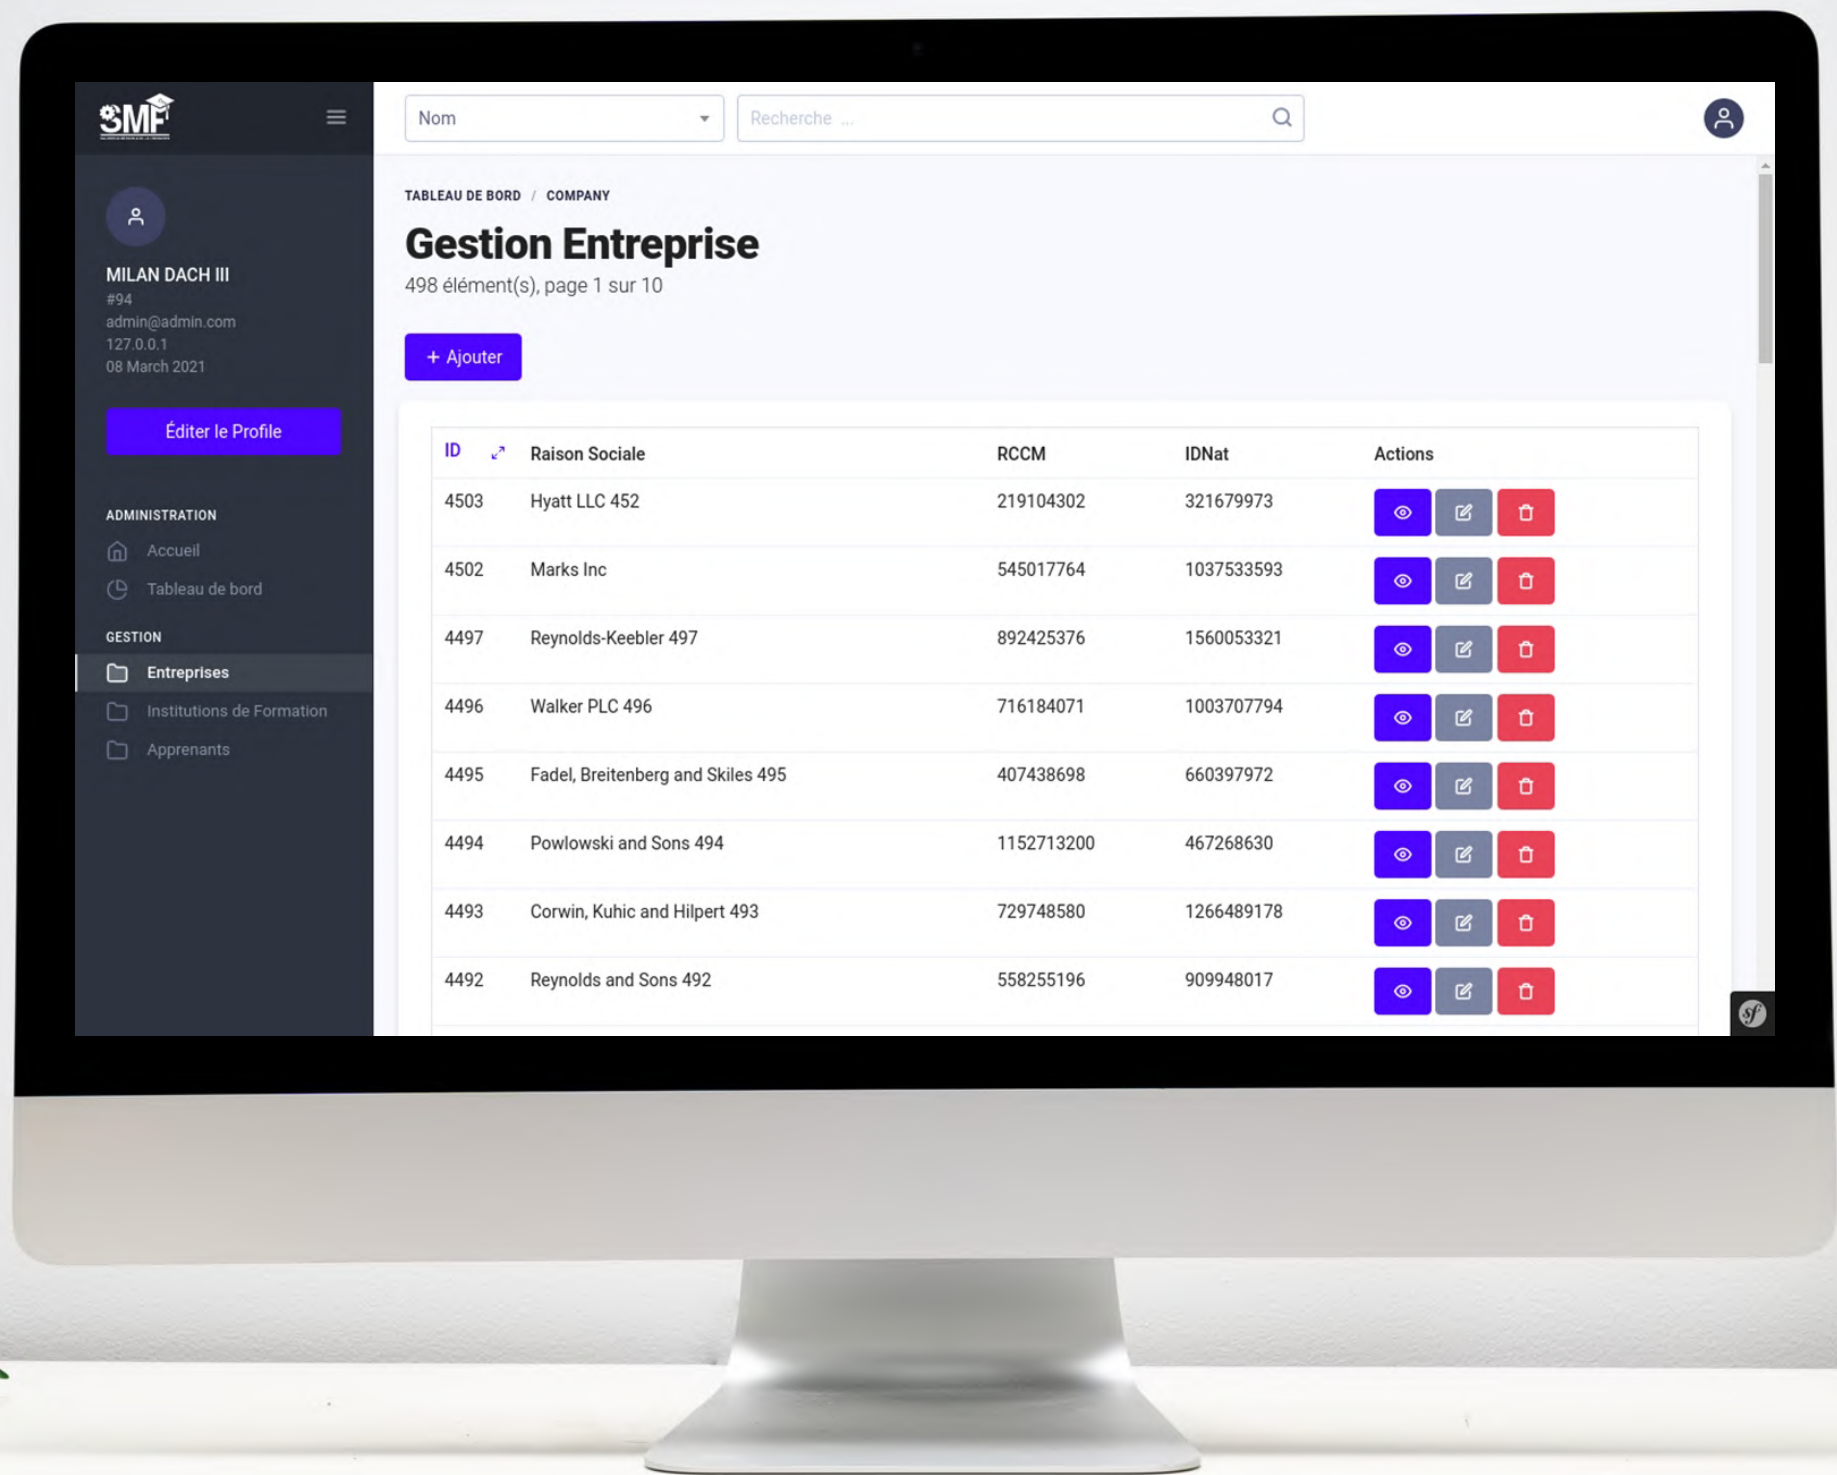 SMF
Nom
Recherche ...
MILAN DACH III
#94
admin@admin.com
127.0.0.1
08 March 2021
Éditer le Profile
ADMINISTRATION
Accueil
Tableau de bord
GESTION
Entreprises
Institutions de Formation
Apprenants
TABLEAU DE BORD / COMPANY
Gestion Entreprise
498 élément(s), page 1 sur 10
+ Ajouter
ID Raison Sociale RCCM IDNat Actions
4503 Hyatt LLC 452 219104302 321679973
4502 Marks Inc 545017764 1037533593
4497 Reynolds-Keebler 497 892425376 1560053321
4496 Walker PLC 496 716184071 1003707794
4495 Fadel, Breitenberg and Skiles 495 407438698 660397972
4494 Powlowski and Sons 494 1152713200 467268630
4493 Corwin, Kuhic and Hilpert 493 729748580 1266489178
4492 Reynolds and Sons 492 558255196 909948017
sf